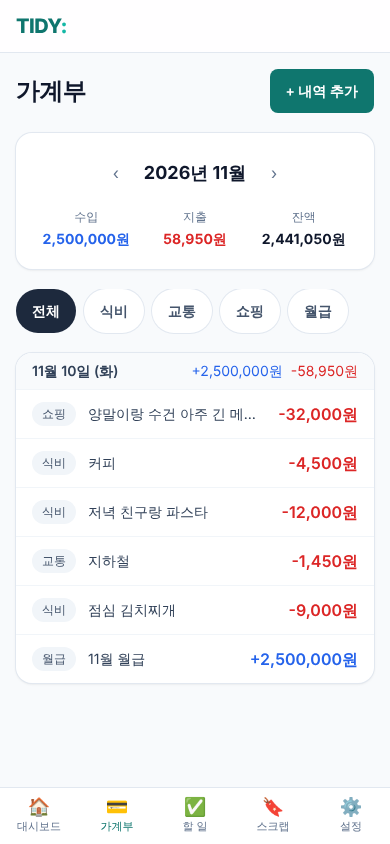 TIDY:
가계부
+ 내역 추가
‹ 2026년 11월 ›
수입 지출 잔액
2,500,000원 58,950원 2,441,050원
전체 식비 교통 쇼핑 월급
11월 10일 (화) +2,500,000원 -58,950원
쇼핑 양말이랑 수건 아주 긴 메... -32,000원
식비 커피 -4,500원
식비 저녁 친구랑 파스타 -12,000원
교통 지하철 -1,450원
식비 점심 김치찌개 -9,000원
월급 11월 월급 +2,500,000원
대시보드 가계부 할 일 스크랩 설정